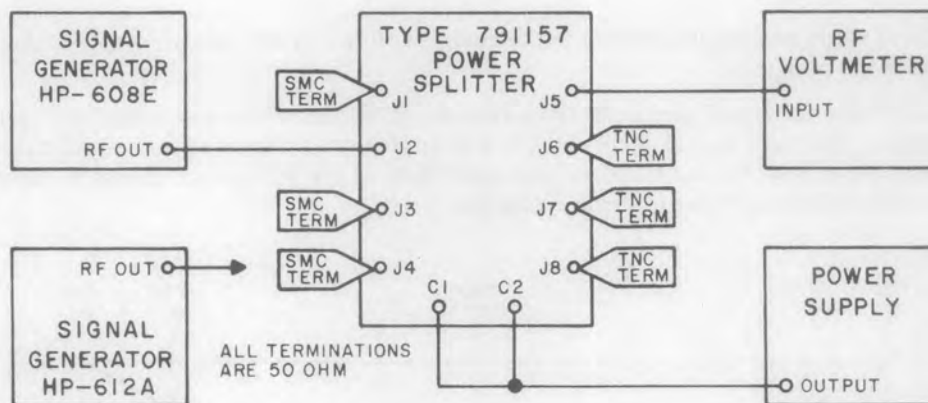 SIGNAL
GENERATOR
HP-608E
RF OUT
SIGNAL
GENERATOR
HP-612A
RF OUT
TYPE 791157
POWER
SPLITTER
SMC
TERM
J1
J2
SMC
TERM
J3
SMC
TERM
J4
J5
J6
TNC
TERM
J7
TNC
TERM
J8
TNC
TERM
C1
C2
RF
VOLTMETER
INPUT
POWER
SUPPLY
OUTPUT
ALL TERMINATIONS
ARE 50 OHM